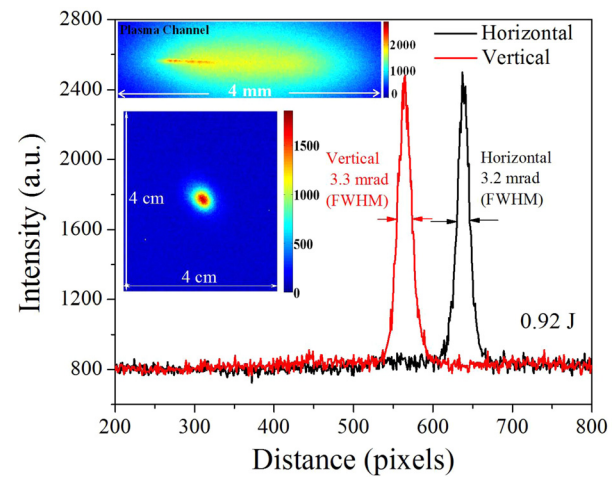 2800
2400
2000
1600
1200
800
Intensity (a.u.)
200
300
400
500
600
700
800
Distance (pixels)
Plasma Channel
4 mm
2000
1000
0
Horizontal
Vertical
4 cm
4 cm
1500
1000
500
0
Vertical
3.3 mrad
(FWHM)
Horizontal
3.2 mrad
(FWHM)
0.92 J